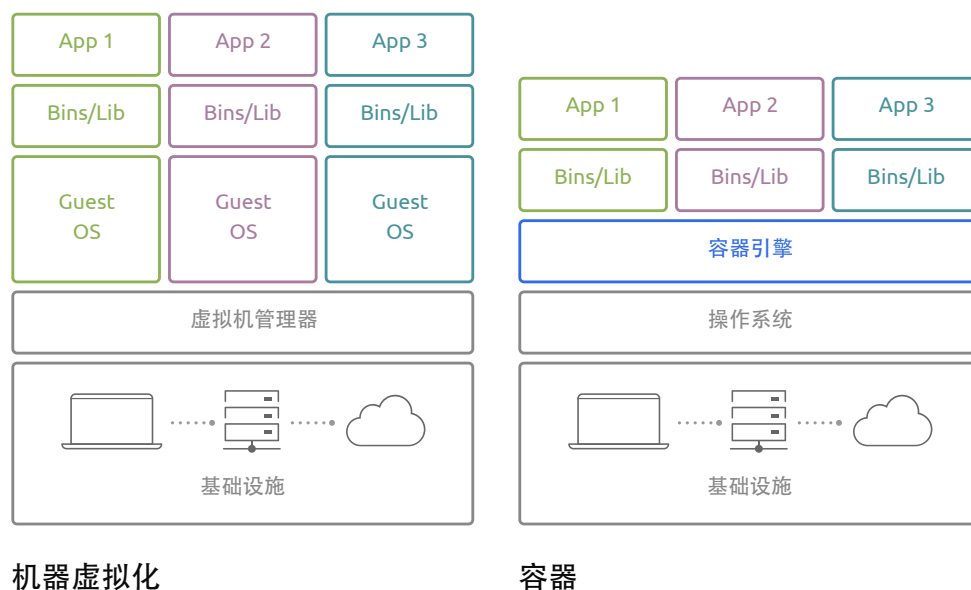 App 1
App 2
App 3
Bins/Lib
Bins/Lib
Bins/Lib
Guest
OS
Guest
OS
Guest
OS
虚拟机管理器
基础设施
机器虚拟化
App 1
App 2
App 3
Bins/Lib
Bins/Lib
Bins/Lib
容器引擎
操作系统
基础设施
容器